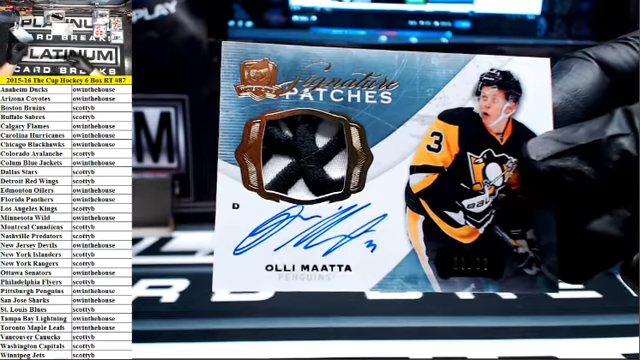 PLATINUM
CARD BREAKS
2015-16 The Cup Hockey 6 Box RT #87
Anaheim Ducks owinthehouse
Arizona Coyotes owinthehouse
Boston Bruins scottyb
Buffalo Sabres scottyb
Calgary Flames owinthehouse
Carolina Hurricanes owinthehouse
Chicago Blackhawks owinthehouse
Colorado Avalanche scottyb
Colum Blue Jackets owinthehouse
Dallas Stars scottyb
Detroit Red Wings scottyb
Edmonton Oilers owinthehouse
Florida Panthers owinthehouse
Los Angeles Kings scottyb
Minnesota Wild owinthehouse
Montreal Canadiens scottyb
Nashville Predators scottyb
New Jersey Devils owinthehouse
New York Islanders scottyb
New York Rangers scottyb
Ottawa Senators owinthehouse
Philadelphia Flyers scottyb
Pittsburgh Penguins owinthehouse
San Jose Sharks owinthehouse
St. Louis Blues scottyb
Tampa Bay Lightning owinthehouse
Toronto Maple Leafs owinthehouse
Vancouver Canucks scottyb
Washington Capitals scottyb
Winnipeg Jets scottyb
PLAY
Signature
PATCHES
3
D
OLLI MAATTA
PENGUINS